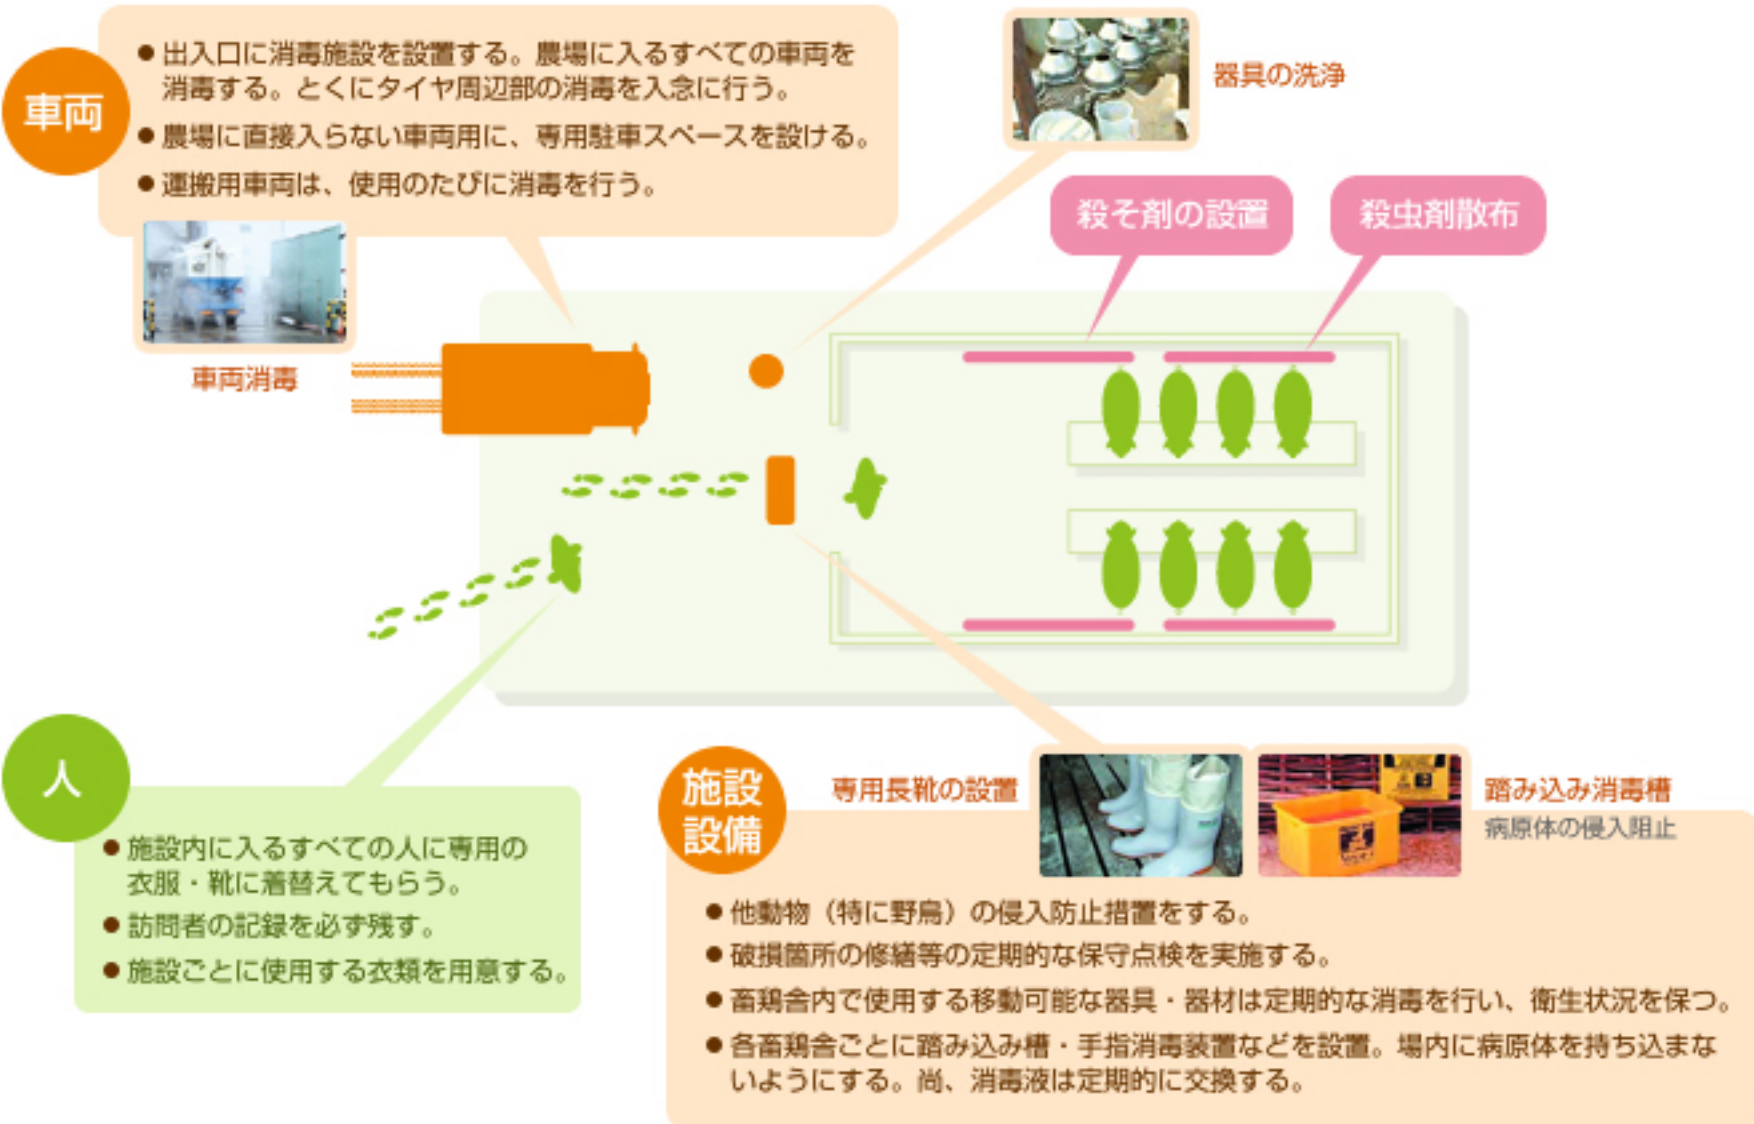 車両
●出入口に消毒施設を設置する。農場に入るすべての車両を
消毒する。とくにタイヤ周辺部の消毒を入念に行う。
●農場に直接入らない車両用に、専用駐車スペースを設ける。
●運搬用車両は、使用のたびに消毒を行う。
車両消毒
器具の洗浄
殺そ剤の設置
殺虫剤散布
人
●施設内に入るすべての人に専用の
衣服・靴に着替えてもらう。
●訪問者の記録を必ず残す。
●施設ごとに使用する衣類を用意する。
施設
設備
専用長靴の設置
踏み込み消毒槽
病原体の侵入阻止
●他動物（特に野鳥）の侵入防止措置をする。
●破損箇所の修繕等の定期的な保守点検を実施する。
●畜鶏舎内で使用する移動可能な器具・器材は定期的な消毒を行い、衛生状況を保つ。
●各畜鶏舎ごとに踏み込み槽・手指消毒装置などを設置。場内に病原体を持ち込まな
いようにする。尚、消毒液は定期的に交換する。